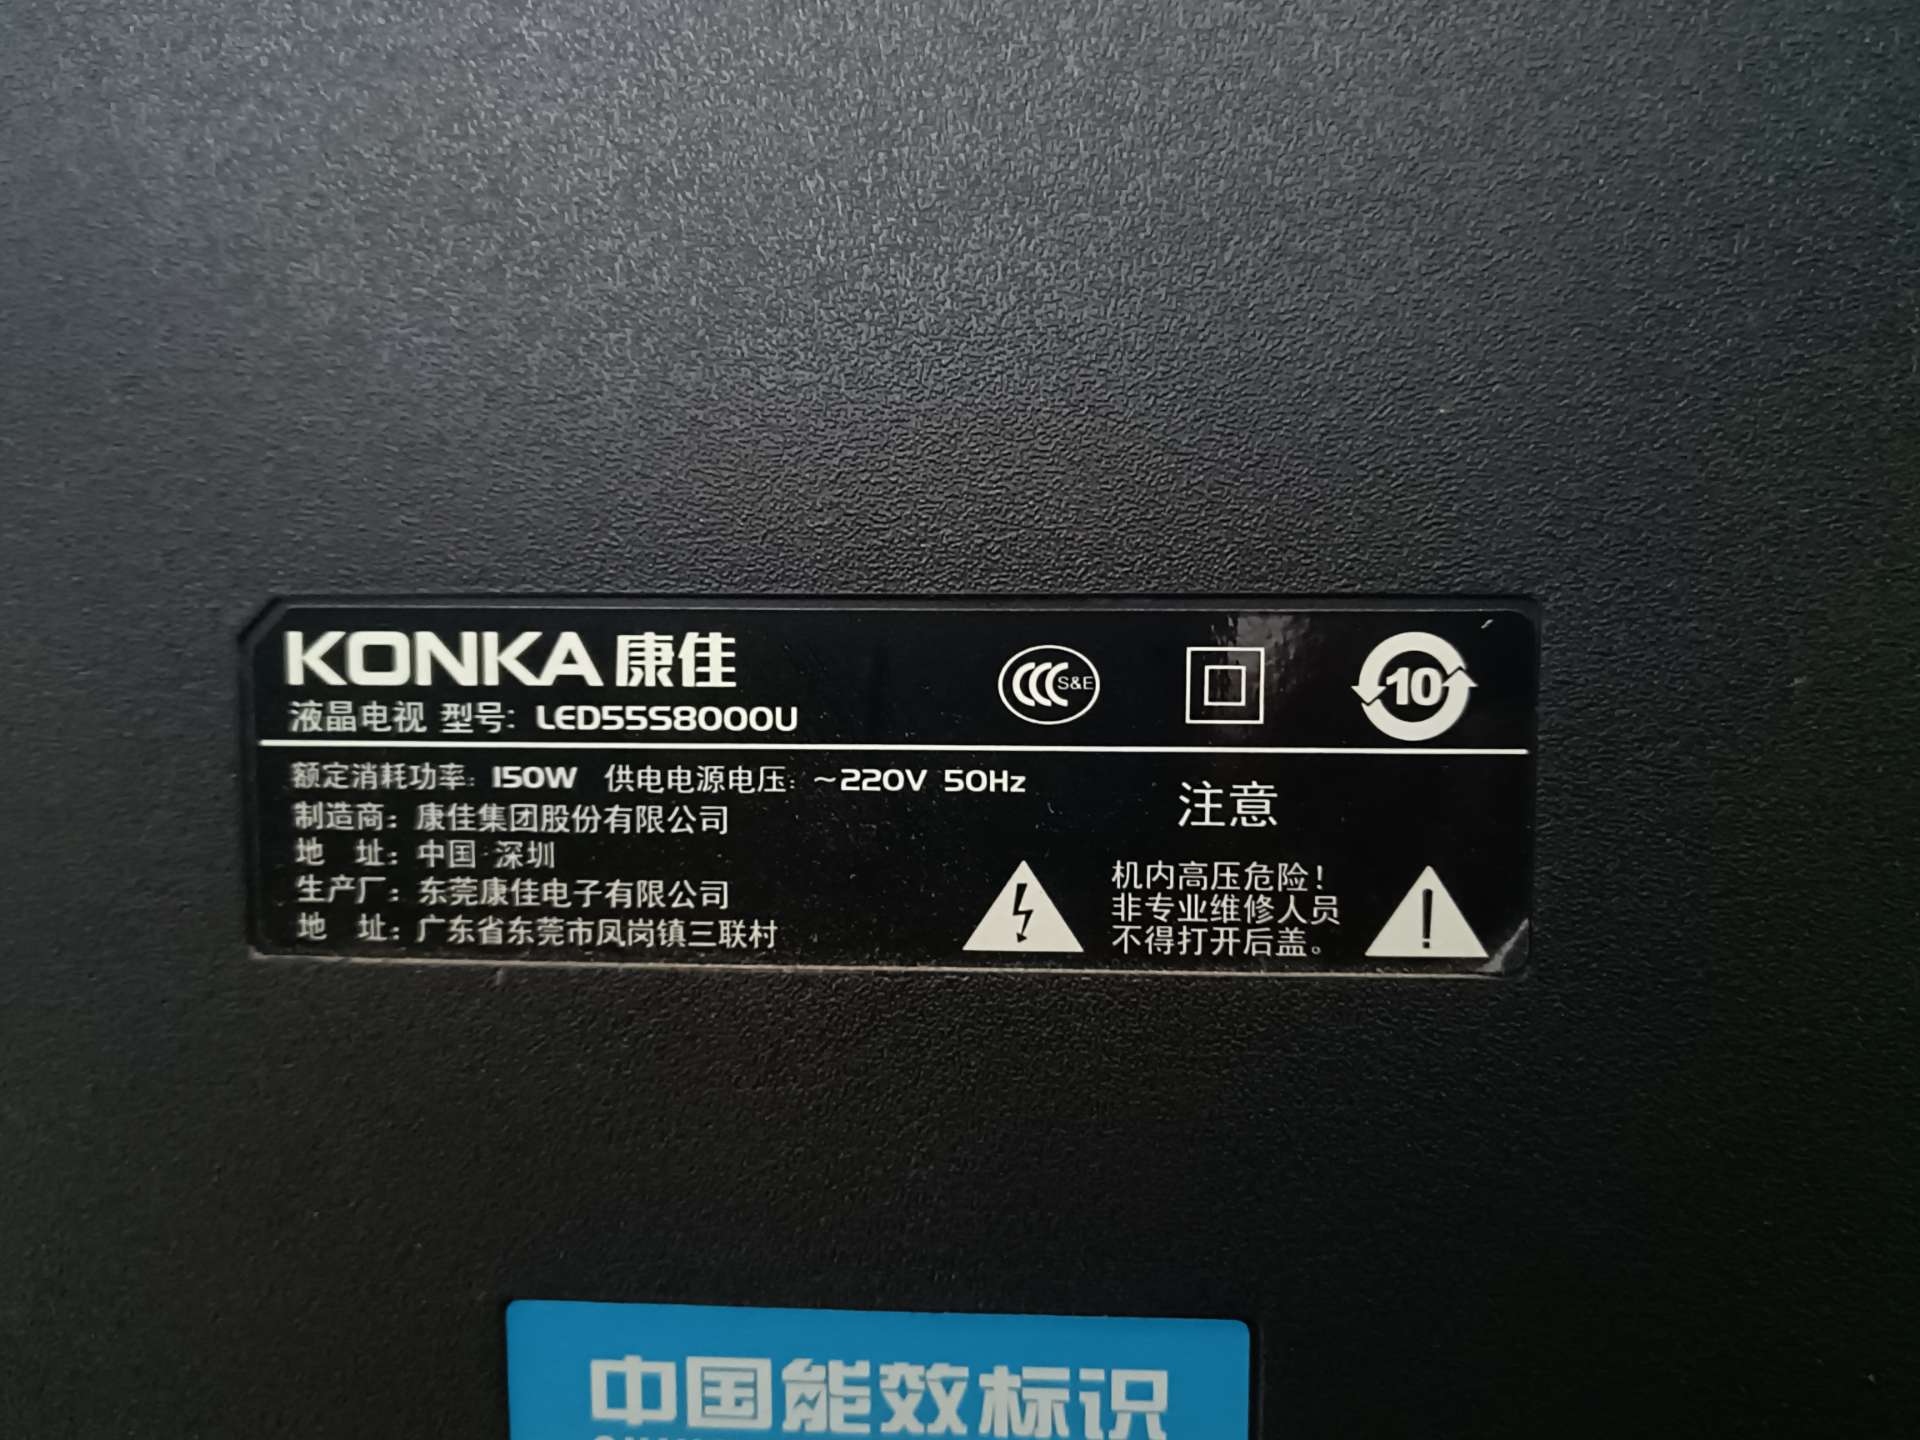 KONKA 康佳
液晶电视 型号: LED55S8000U
S&E
10
额定消耗功率: 150W 供电电源电压: ~220V 50Hz
制造商: 康佳集团股份有限公司
地 址: 中国·深圳
生产厂: 东莞康佳电子有限公司
地 址: 广东省东莞市凤岗镇三联村
注意
机内高压危险!
非专业维修人员
不得打开后盖。
中国能效标识